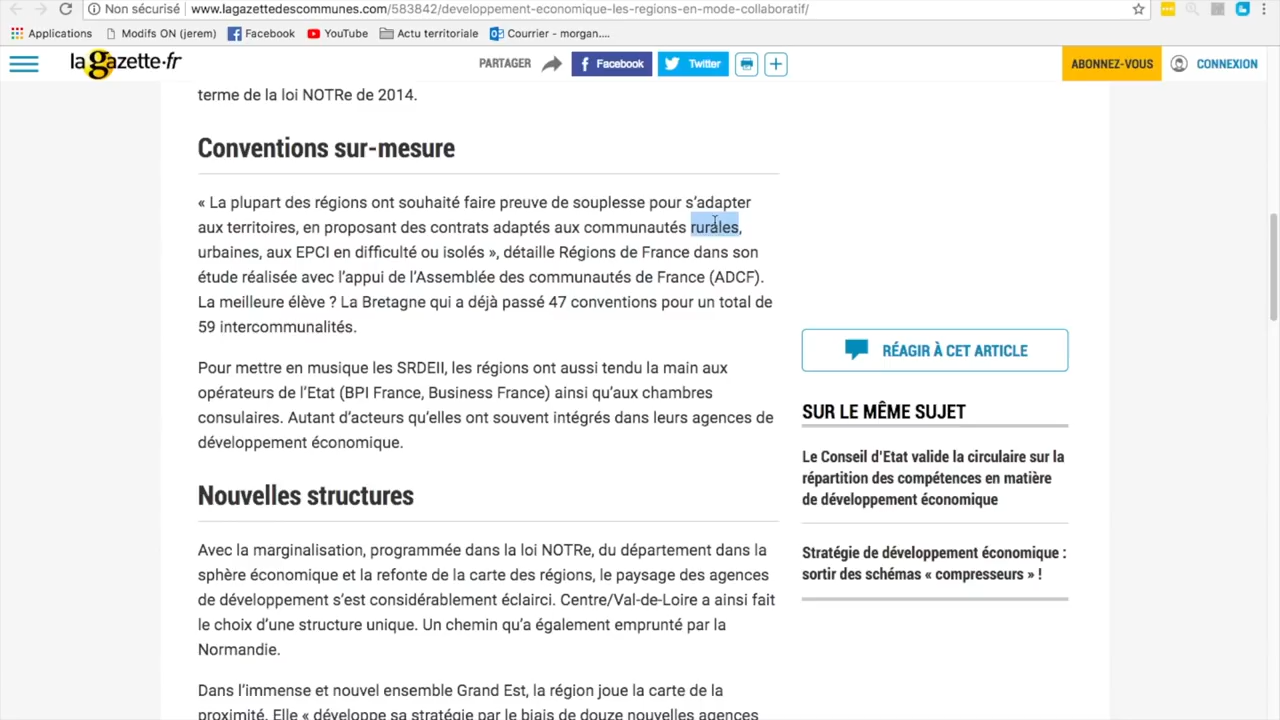 Non sécurisé | www.lagazettedescommunes.com/583842/developpement-economique-les-regions-en-mode-collaboratif/
Applications Modifs ON (jerem) Facebook YouTube Actu territoriale Courrier - morgan....
la gazette·fr PARTAGER Facebook Twitter ABONNEZ-VOUS CONNEXION
terme de la loi NOTRe de 2014.
Conventions sur-mesure
« La plupart des régions ont souhaité faire preuve de souplesse pour s’adapter
aux territoires, en proposant des contrats adaptés aux communautés rurales,
urbaines, aux EPCI en difficulté ou isolés », détaille Régions de France dans son
étude réalisée avec l’appui de l’Assemblée des communautés de France (ADCF).
La meilleure élève ? La Bretagne qui a déjà passé 47 conventions pour un total de
59 intercommunalités.
Pour mettre en musique les SRDEII, les régions ont aussi tendu la main aux
opérateurs de l’Etat (BPI France, Business France) ainsi qu’aux chambres
consulaires. Autant d’acteurs qu’elles ont souvent intégrés dans leurs agences de
développement économique.
Nouvelles structures
Avec la marginalisation, programmée dans la loi NOTRe, du département dans la
sphère économique et la refonte de la carte des régions, le paysage des agences
de développement s’est considérablement éclairci. Centre/Val-de-Loire a ainsi fait
le choix d’une structure unique. Un chemin qu’a également emprunté par la
Normandie.
Dans l’immense et nouvel ensemble Grand Est, la région joue la carte de la
proximité. Elle « développe sa stratégie par le biais de douze nouvelles agences
RÉAGIR À CET ARTICLE
SUR LE MÊME SUJET
Le Conseil d'Etat valide la circulaire sur la
répartition des compétences en matière
de développement économique
Stratégie de développement économique :
sortir des schémas « compresseurs » !